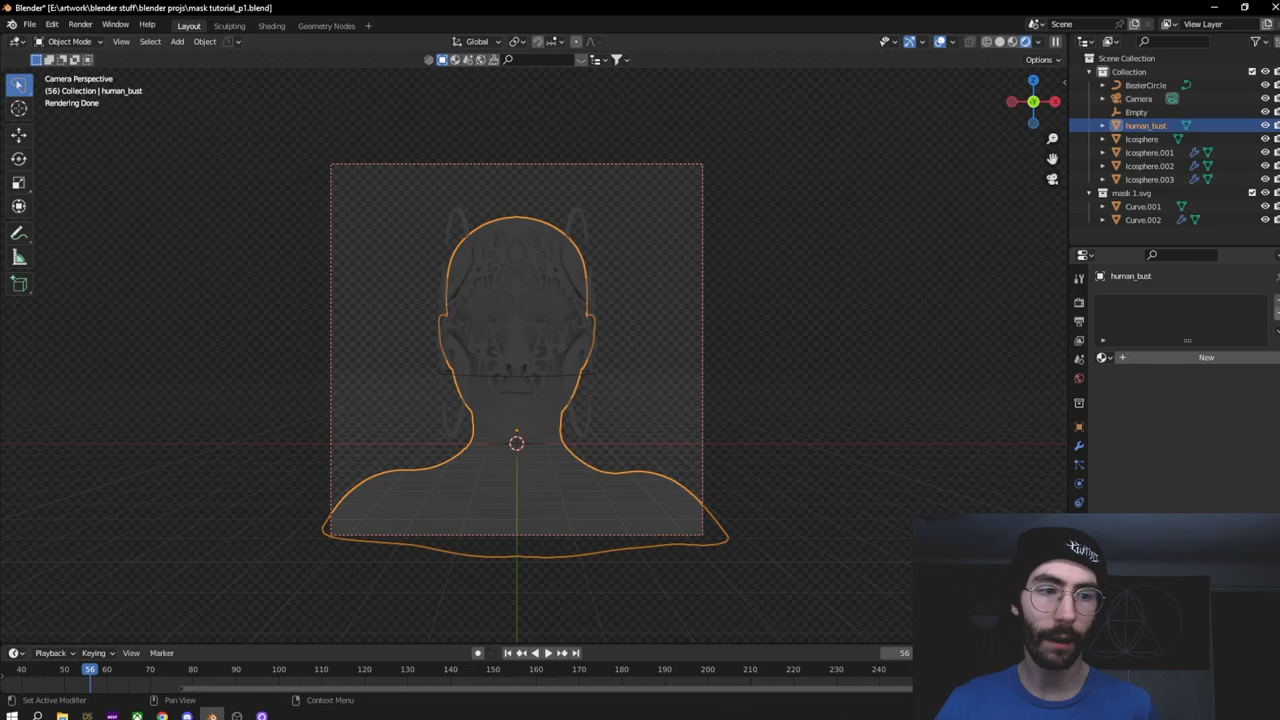 Blender* [E:\artwork\blender stuff\blender projs\mask tutorial_p1.blend]
File Edit Render Window Help Layout Sculpting Shading Geometry Nodes + Scene View Layer
Object Mode View Select Add Object Global
Options
Camera Perspective
(56) Collection | human_bust
Rendering Done
Z
Y
X
Scene Collection
Collection
BezierCircle
Camera
Empty
human_bust
Icosphere
Icosphere.001
Icosphere.002
Icosphere.003
mask 1.svg
Curve.001
Curve.002
human_bust
New
Playback Keying View Marker 56
40 50 56 60 70 80 90 100 110 120 130 140 150 160 170 180 190 200 210 220 230 240
Set Active Modifier Pan View Context Menu